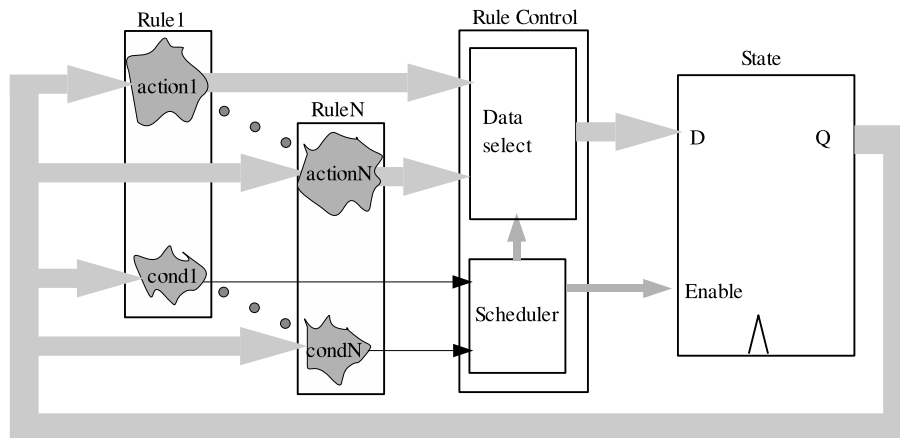 Rule1
Rule Control
State
action1
RuleN
Data
select
D
Q
actionN
cond1
Enable
Scheduler
condN